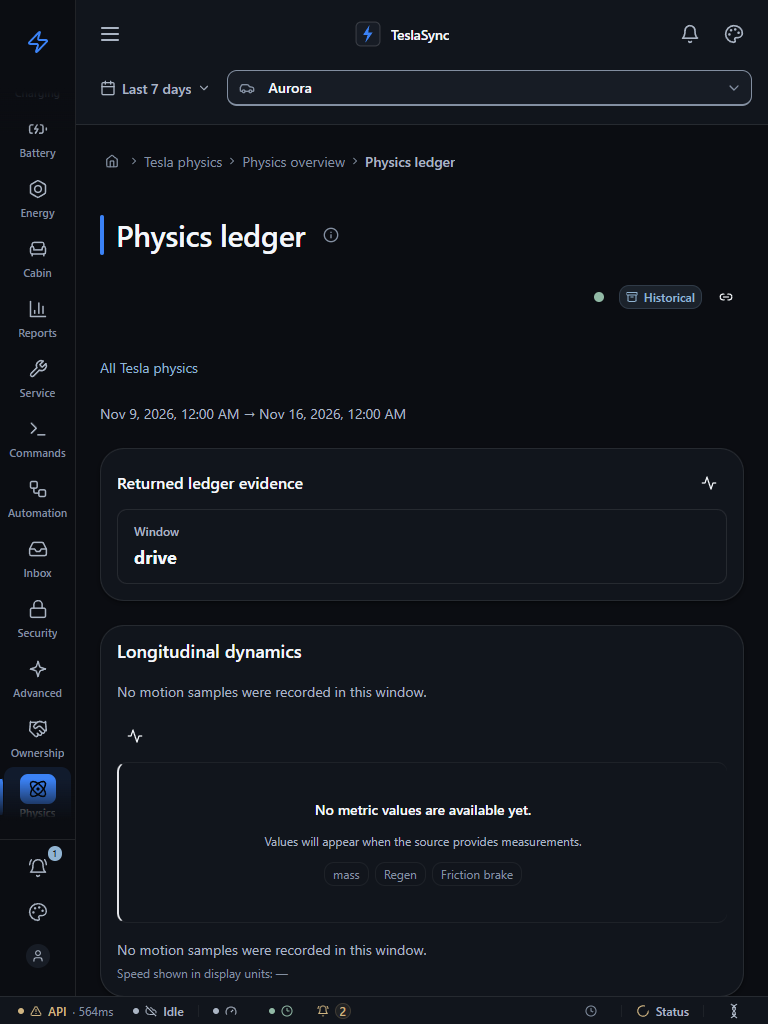 TeslaSync
Last 7 days
Aurora
Charging
Battery
Energy
Cabin
Reports
Service
Commands
Automation
Inbox
Security
Advanced
Ownership
Physics
1
Tesla physics
Physics overview
Physics ledger
Physics ledger
Historical
All Tesla physics
Nov 9, 2026, 12:00 AM → Nov 16, 2026, 12:00 AM
Returned ledger evidence
Window
drive
Longitudinal dynamics
No motion samples were recorded in this window.
No metric values are available yet.
Values will appear when the source provides measurements.
mass Regen Friction brake
No motion samples were recorded in this window.
Speed shown in display units: —
API · 564ms Idle 2 Status